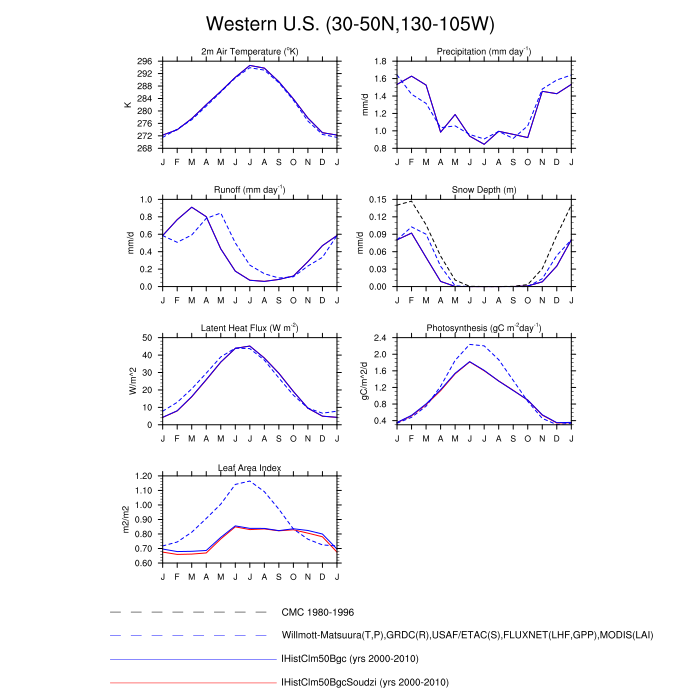 Western U.S. (30-50N,130-105W)
2m Air Temperature (°K)
K
296
292
288
284
280
276
272
268
J F M A M J J A S O N D J
Precipitation (mm day-1)
mm/d
1.8
1.6
1.4
1.2
1.0
0.8
J F M A M J J A S O N D J
Runoff (mm day-1)
mm/d
1.0
0.8
0.6
0.4
0.2
0.0
J F M A M J J A S O N D J
Snow Depth (m)
mm/d
0.15
0.12
0.09
0.06
0.03
0.00
J F M A M J J A S O N D J
Latent Heat Flux (W m-2)
W/m^2
50
40
30
20
10
0
J F M A M J J A S O N D J
Photosynthesis (gC m-2day-1)
gC/m^2/d
2.4
2.0
1.6
1.2
0.8
0.4
J F M A M J J A S O N D J
Leaf Area Index
m2/m2
1.20
1.10
1.00
0.90
0.80
0.70
0.60
J F M A M J J A S O N D J
CMC 1980-1996
Willmott-Matsuura(T,P),GRDC(R),USAF/ETAC(S),FLUXNET(LHF,GPP),MODIS(LAI)
IHistClm50Bgc (yrs 2000-2010)
IHistClm50BgcSoudzi (yrs 2000-2010)